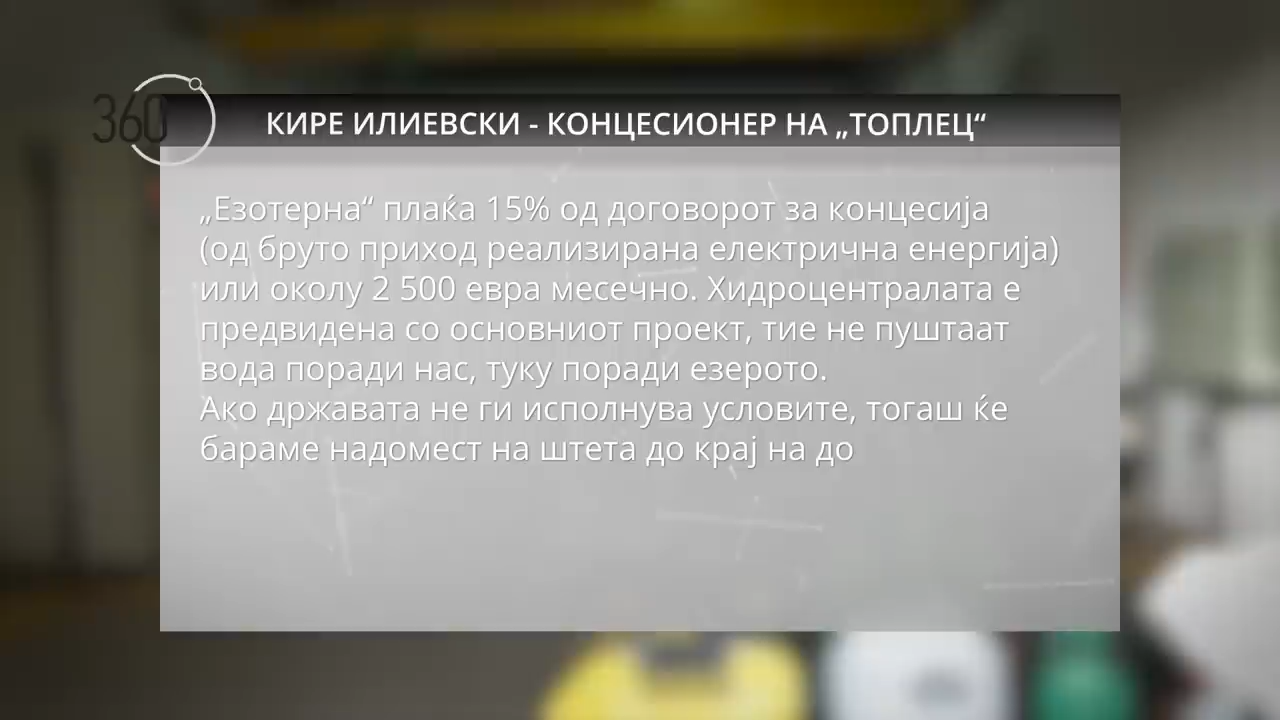 360
КИРЕ ИЛИЕВСКИ - КОНЦЕСИОНЕР НА „ТОПЛЕЦ“
„Езотерна“ плаќа 15% од договорот за концесија
(од бруто приход реализирана електрична енергија)
или околу 2 500 евра месечно. Хидроцентралата е
предвидена со основниот проект, тие не пуштаат
вода поради нас, туку поради езерото.
Ако државата не ги исполнува условите, тогаш ќе
бараме надомест на штета до крај на до